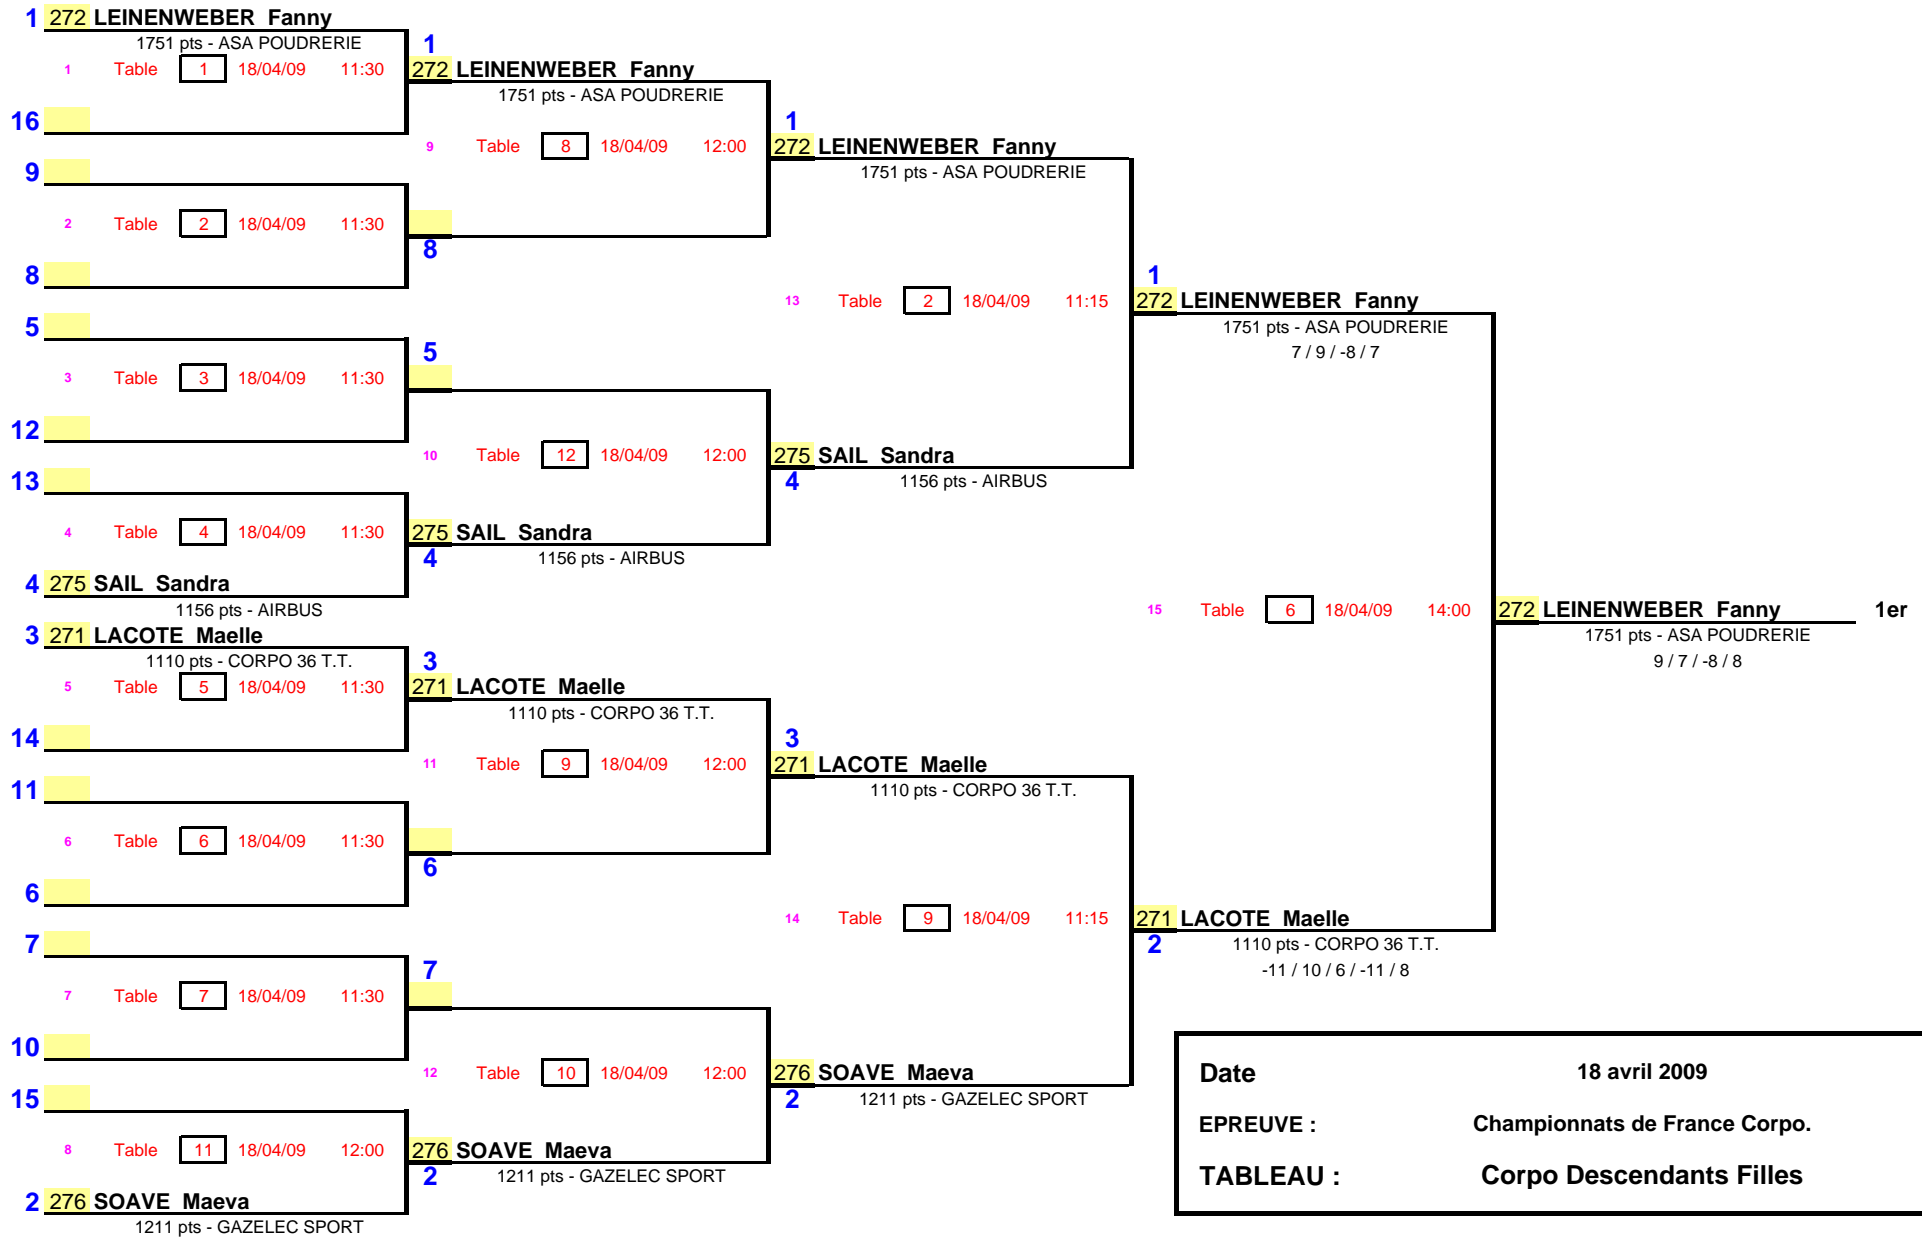 1 272 LEINENWEBER Fanny
1751 pts - ASA POUDRERIE
1 Table 1 18/04/09 11:30
16
9
2 Table 2 18/04/09 11:30
8
5
3 Table 3 18/04/09 11:30
12
13
4 Table 4 18/04/09 11:30
4 275 SAIL Sandra
1156 pts - AIRBUS
3 271 LACOTE Maelle
1110 pts - CORPO 36 T.T.
5 Table 5 18/04/09 11:30
14
11
6 Table 6 18/04/09 11:30
6
7
7 Table 7 18/04/09 11:30
10
15
8 Table 11 18/04/09 12:00
2 276 SOAVE Maeva
1211 pts - GAZELEC SPORT
1
272 LEINENWEBER Fanny
1751 pts - ASA POUDRERIE
9 Table 8 18/04/09 12:00
8
5
10 Table 12 18/04/09 12:00
275 SAIL Sandra
4
1156 pts - AIRBUS
3
271 LACOTE Maelle
1110 pts - CORPO 36 T.T.
11 Table 9 18/04/09 12:00
6
7
12 Table 10 18/04/09 12:00
276 SOAVE Maeva
2
1211 pts - GAZELEC SPORT
1
272 LEINENWEBER Fanny
1751 pts - ASA POUDRERIE
13 Table 2 18/04/09 11:15
275 SAIL Sandra
4
1156 pts - AIRBUS
3
271 LACOTE Maelle
1110 pts - CORPO 36 T.T.
14 Table 9 18/04/09 11:15
276 SOAVE Maeva
2
1211 pts - GAZELEC SPORT
1
272 LEINENWEBER Fanny
1751 pts - ASA POUDRERIE
7 / 9 / -8 / 7
15 Table 6 18/04/09 14:00
271 LACOTE Maelle
2
1110 pts - CORPO 36 T.T.
-11 / 10 / 6 / -11 / 8
272 LEINENWEBER Fanny 1er
1751 pts - ASA POUDRERIE
9 / 7 / -8 / 8
Date 18 avril 2009
EPREUVE : Championnats de France Corpo.
TABLEAU : Corpo Descendants Filles